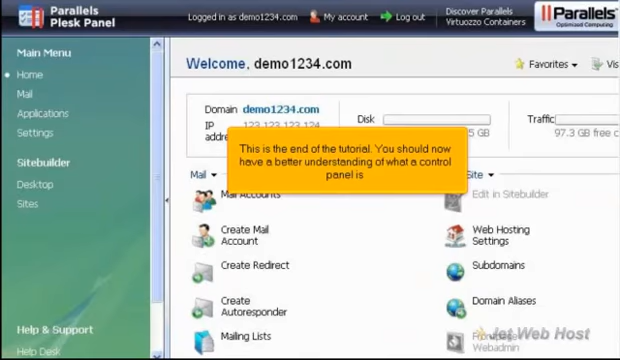 Parallels
Plesk Panel
Logged in as demo1234.com
My account
Log out
Discover Parallels
Virtuozzo Containers
Parallels
Optimized Computing
Main Menu
Home
Mail
Applications
Settings
Sitebuilder
Desktop
Sites
Help & Support
Help Desk
Welcome, demo1234.com
Favorites
Domain demo1234.com
IP 123.123.123.124
Disk
Traffic
97.3 GB free
This is the end of the tutorial. You should now
have a better understanding of what a control
panel is
Mail
Mail Accounts
Create Mail
Account
Create Redirect
Create
Autoresponder
Mailing Lists
Site
Edit in Sitebuilder
Web Hosting
Settings
Subdomains
Domain Aliases
Webadmin
Jet Web Host